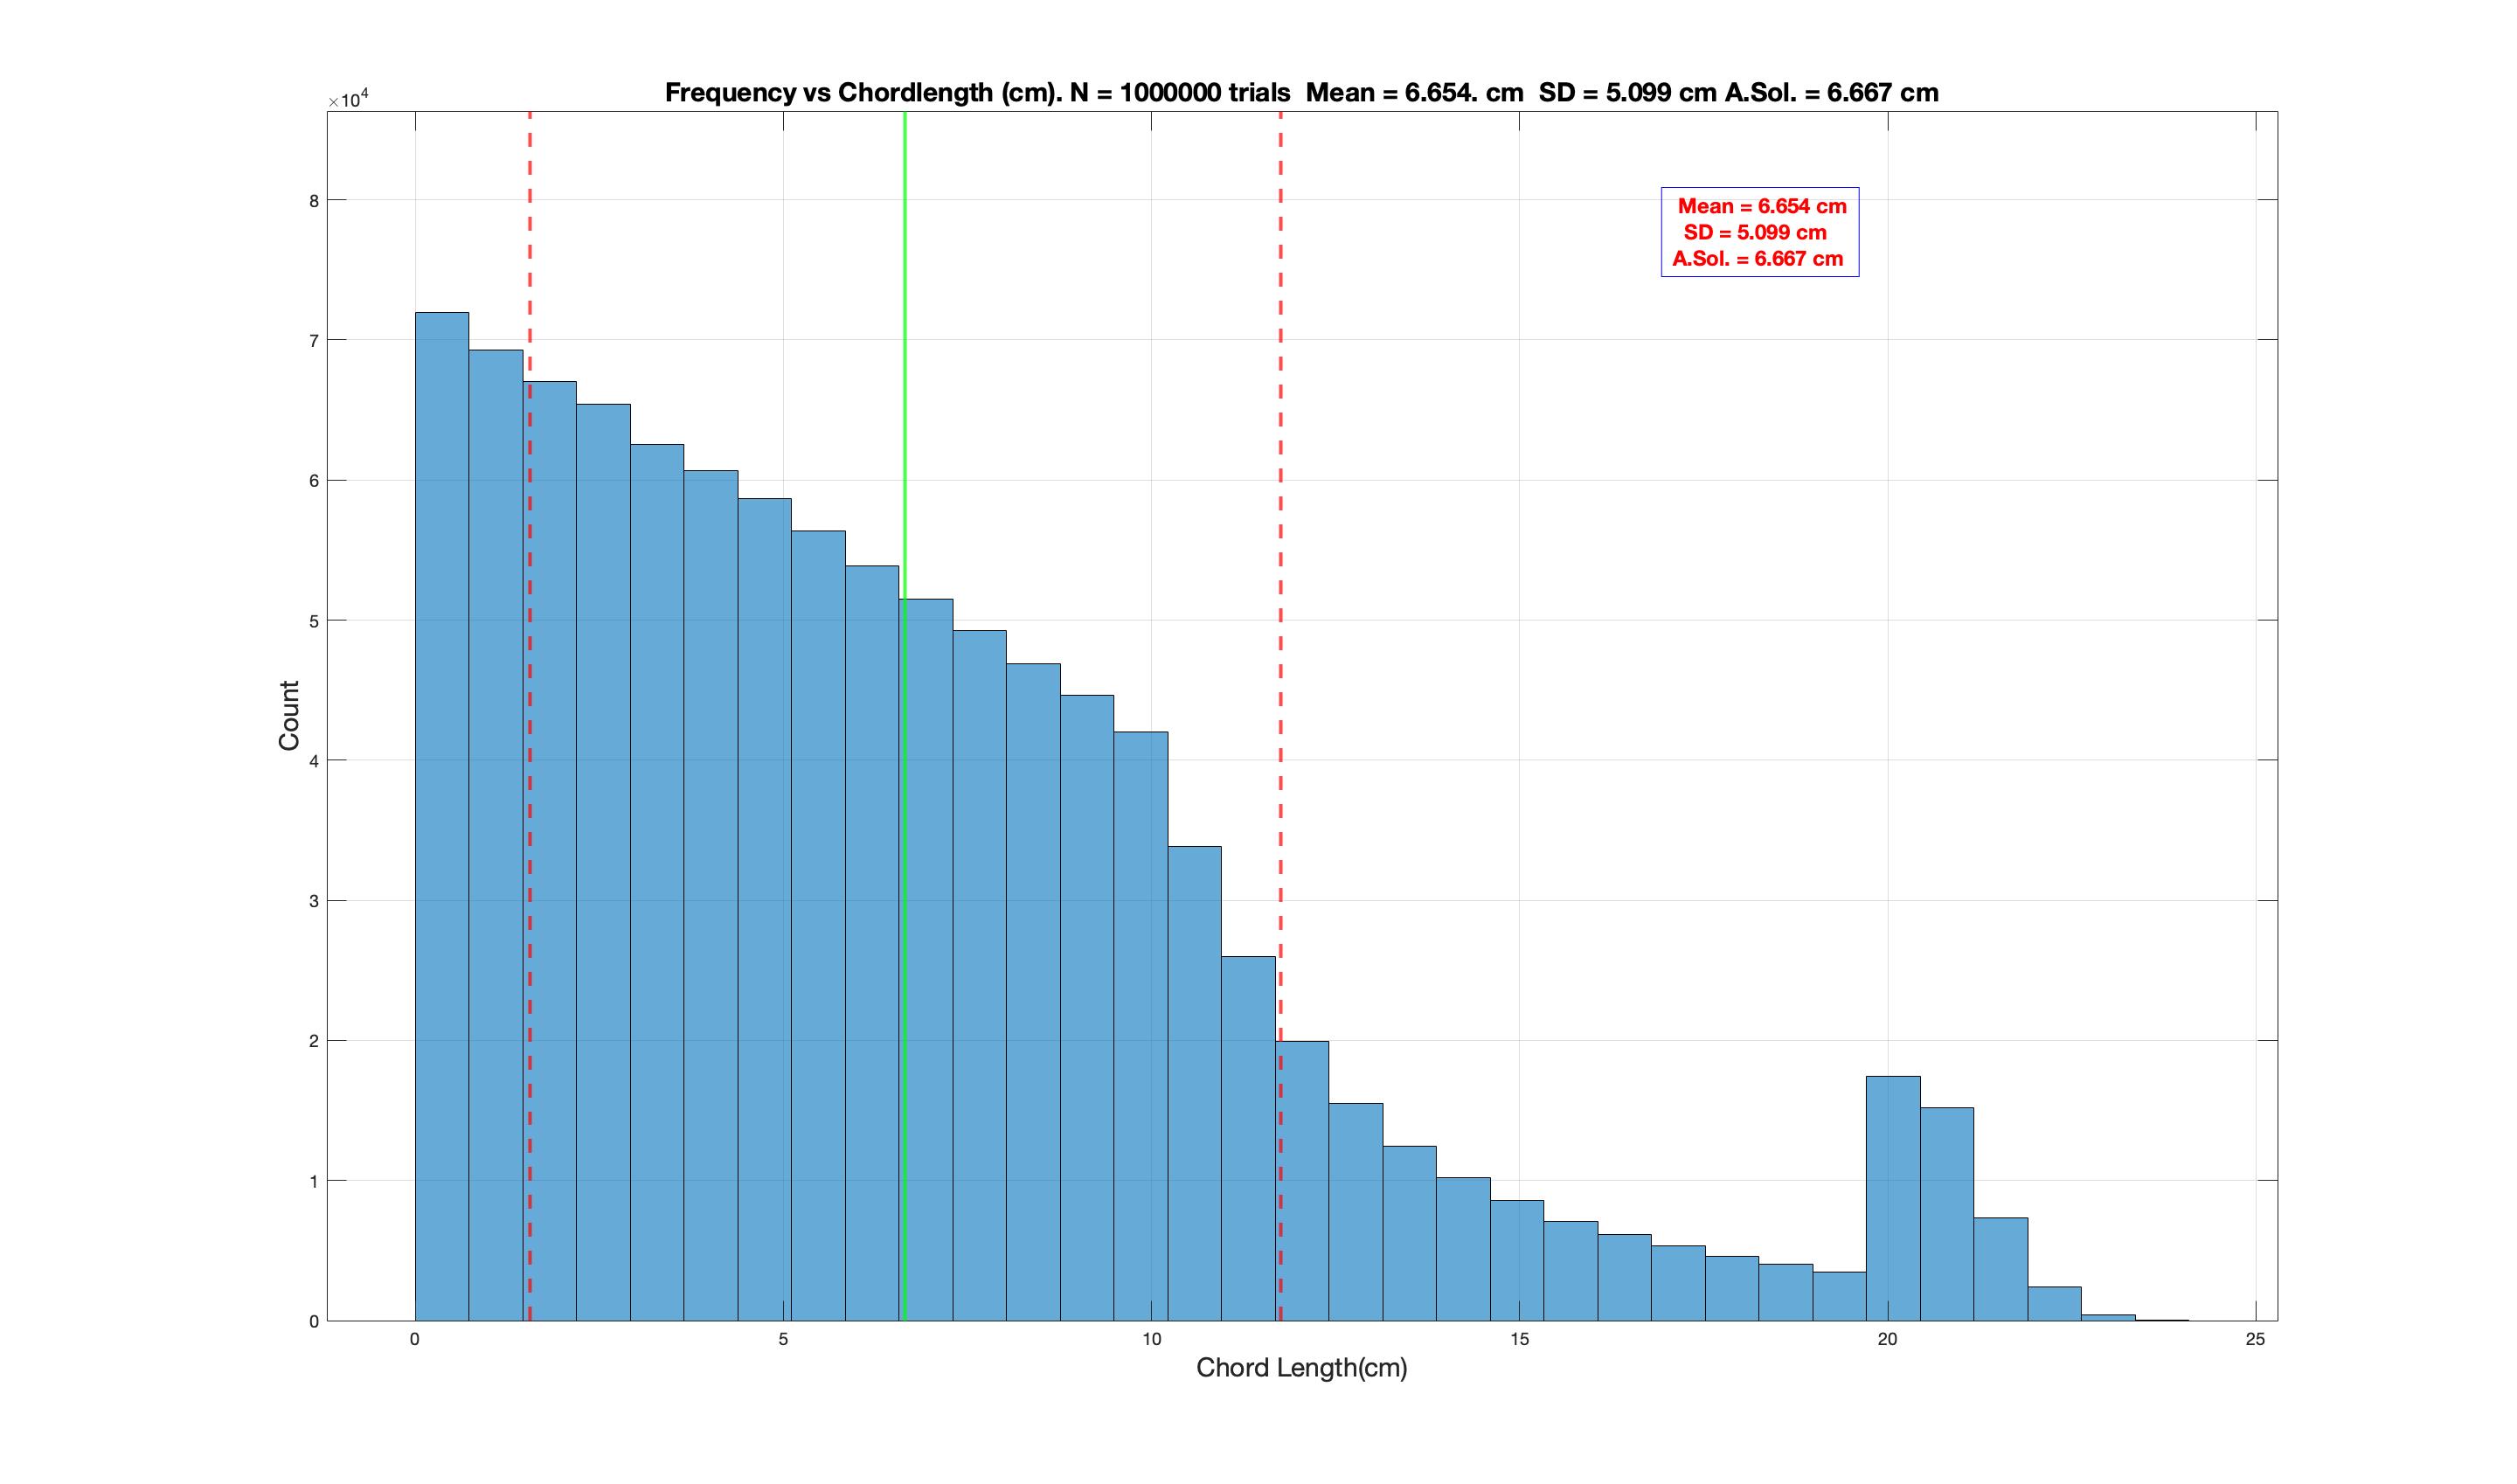 Frequency vs Chordlength (cm). N = 1000000 trials  Mean = 6.654. cm  SD = 5.099 cm A.Sol. = 6.667 cm
×10⁴
8
7
6
5
4
3
2
1
0
Count
Mean = 6.654 cm
SD = 5.099 cm
A.Sol. = 6.667 cm
0 5 10 15 20 25
Chord Length(cm)